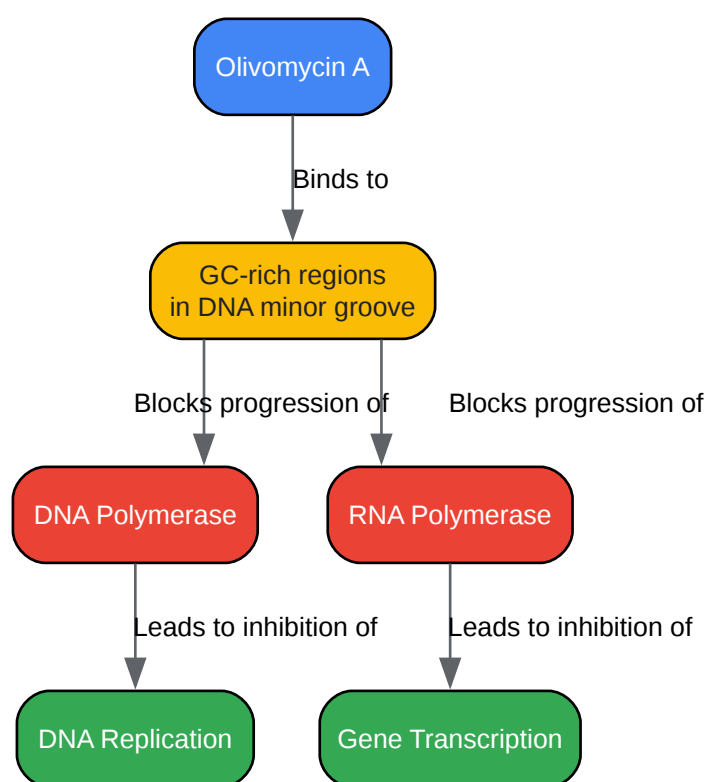 Olivomycin A
Binds to
GC-rich regions
in DNA minor groove
Blocks progression of
Blocks progression of
DNA Polymerase
RNA Polymerase
Leads to inhibition of
Leads to inhibition of
DNA Replication
Gene Transcription